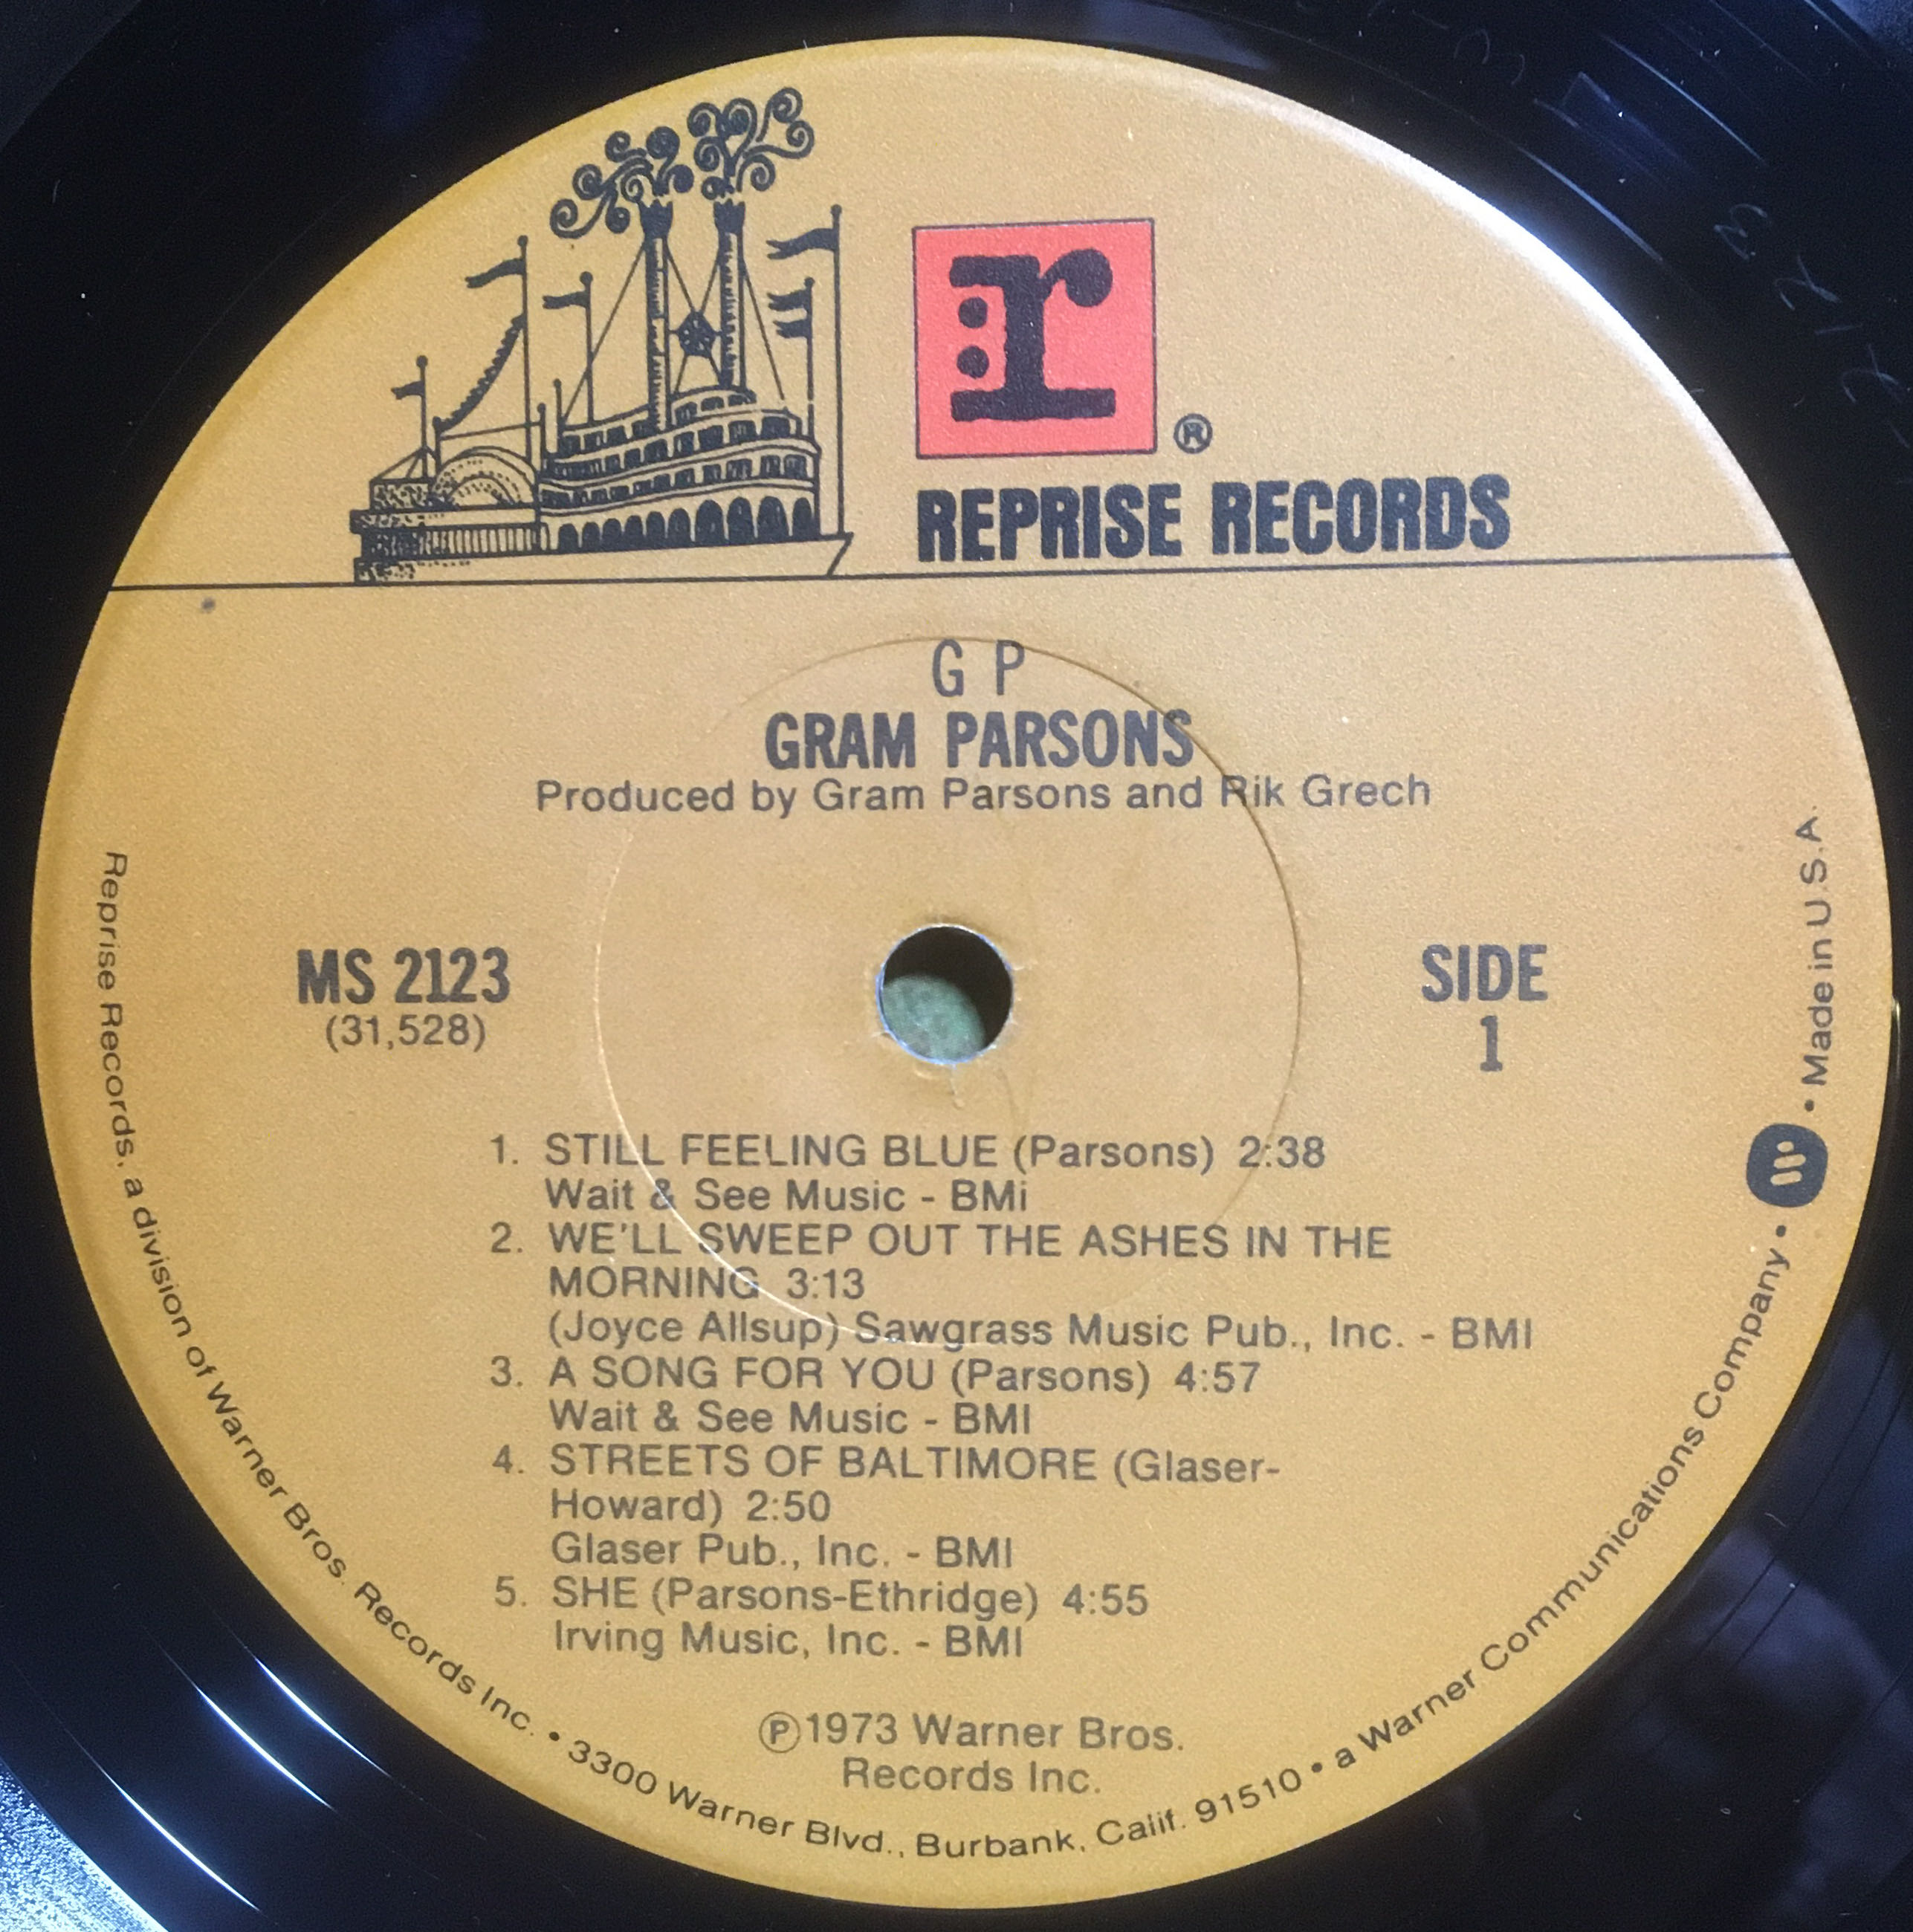 r
®
REPRISE RECORDS
G P
GRAM PARSONS
Produced by Gram Parsons and Rik Grech
MS 2123
(31,528)
SIDE
1
1. STILL FEELING BLUE (Parsons) 2:38
Wait & See Music - BMi
2. WE'LL SWEEP OUT THE ASHES IN THE
MORNING 3:13
(Joyce Allsup) Sawgrass Music Pub., Inc. - BMI
3. A SONG FOR YOU (Parsons) 4:57
Wait & See Music - BMI
4. STREETS OF BALTIMORE (Glaser-
Howard) 2:50
Glaser Pub., Inc. - BMI
5. SHE (Parsons-Ethridge) 4:55
Irving Music, Inc. - BMI
℗1973 Warner Bros.
Records Inc.
Reprise Records, a division of Warner Bros. Records Inc. • 3300 Warner Blvd., Burbank, Calif. 91510 • a Warner Communications Company • W • Made in U.S.A.